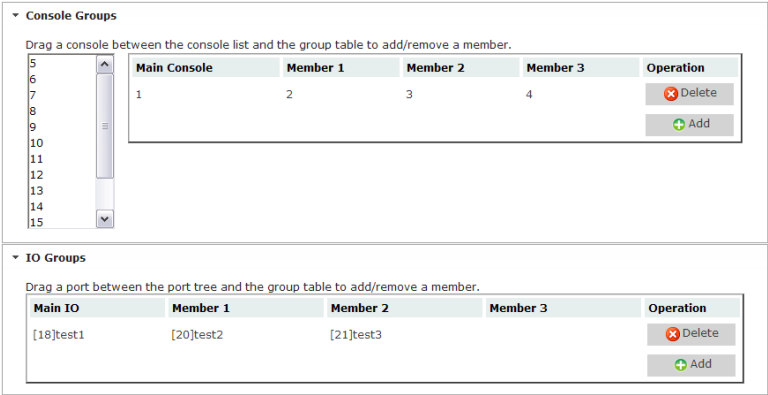 Console Groups
Drag a console between the console list and the group table to add/remove a member.
5
6
7
8
9
10
11
12
13
14
15
Main Console Member 1 Member 2 Member 3 Operation
1 2 3 4 Delete
Add
IO Groups
Drag a port between the port tree and the group table to add/remove a member.
Main IO Member 1 Member 2 Member 3 Operation
[18]test1 [20]test2 [21]test3 Delete
Add